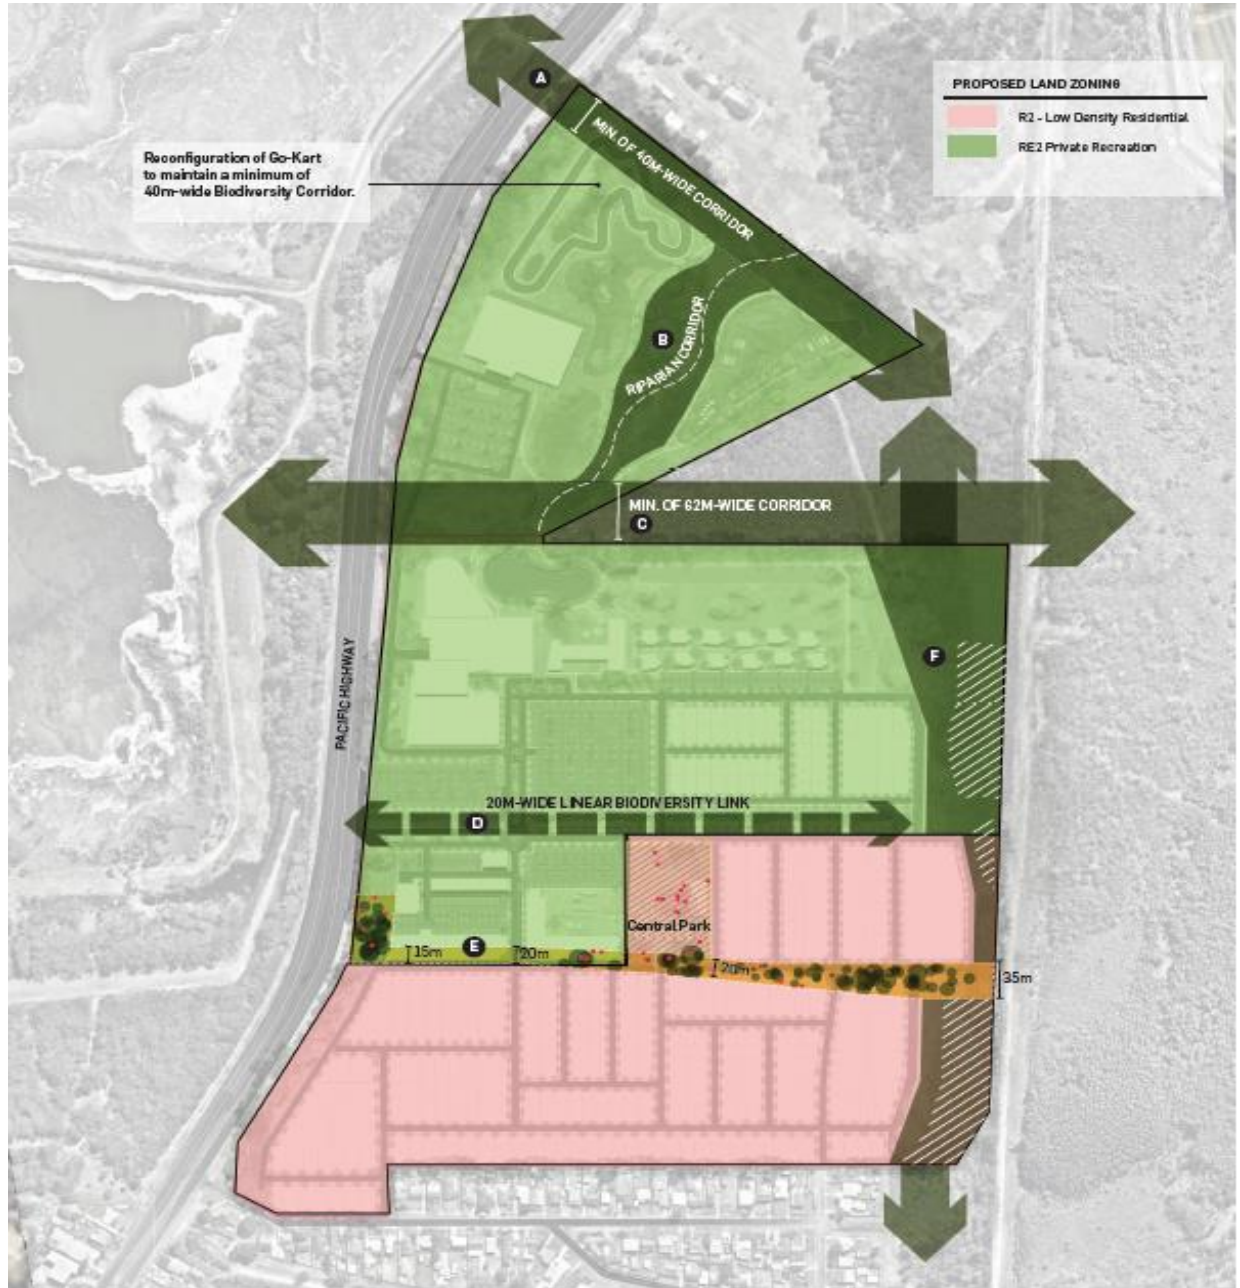 A
PROPOSED LAND ZONING
R2 - Low Density Residential
RE2 Private Recreation
MIN. OF 40M-WIDE CORRIDOR
Reconfiguration of Go-Kart
to maintain a minimum of
40m-wide Biodiversity Corridor.
B
RIPARIAN CORRIDOR
MIN. OF 62M-WIDE CORRIDOR
C
F
PACIFIC HIGHWAY
20M-WIDE LINEAR BIODIVERSITY LINK
D
Central Park
E
15m
20m
20m
35m